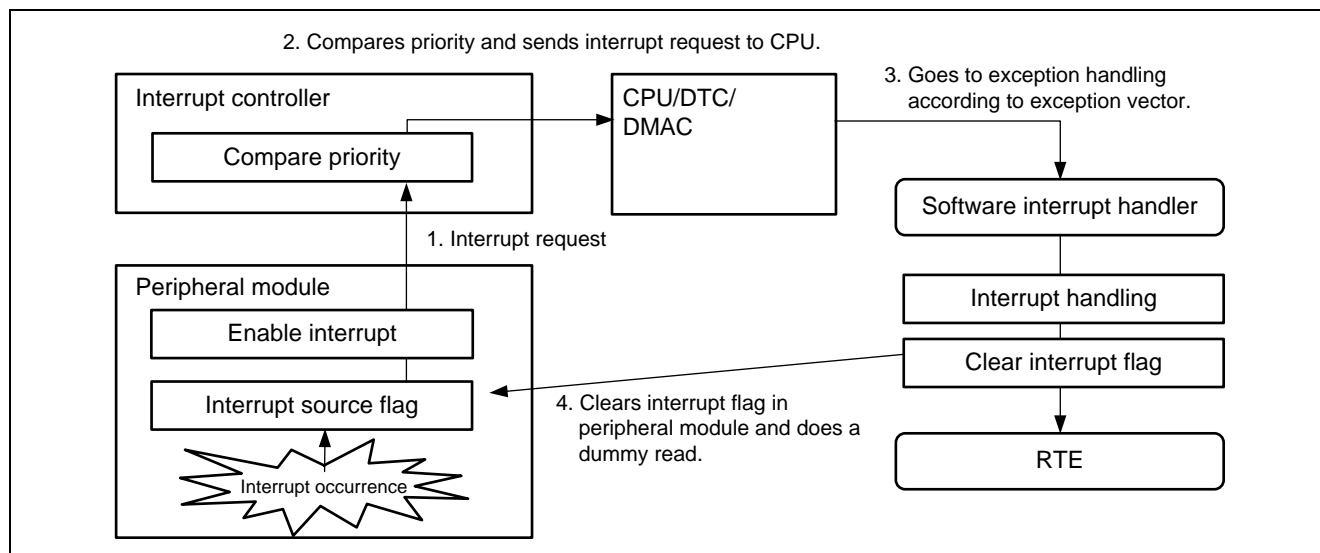 2. Compares priority and sends interrupt request to CPU.
Interrupt controller
Compare priority
CPU/DTC/
DMAC
3. Goes to exception handling
according to exception vector.
Software interrupt handler
1. Interrupt request
Peripheral module
Enable interrupt
Interrupt source flag
Interrupt occurrence
Interrupt handling
Clear interrupt flag
4. Clears interrupt flag in
peripheral module and does a
dummy read.
RTE